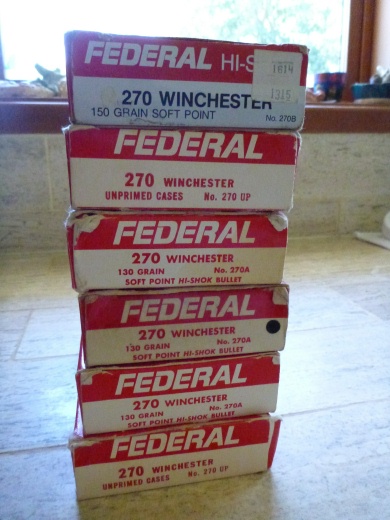 FEDERAL HI-S
1814
1315
270 WINCHESTER
150 GRAIN SOFT POINT No. 270B
FEDERAL
270 WINCHESTER
UNPRIMED CASES No. 270 UP
FEDERAL
270 WINCHESTER
130 GRAIN No. 270A
SOFT POINT HI-SHOK BULLET
FEDERAL
270 WINCHESTER
130 GRAIN No. 270A
SOFT POINT HI-SHOK BULLET
FEDERAL
270 WINCHESTER
130 GRAIN No. 270A
SOFT POINT HI-SHOK BULLET
FEDERAL
270 WINCHESTER
UNPRIMED CASES No. 270 UP